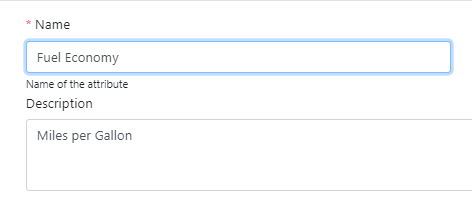 * Name
Fuel Economy
Name of the attribute
Description
Miles per Gallon